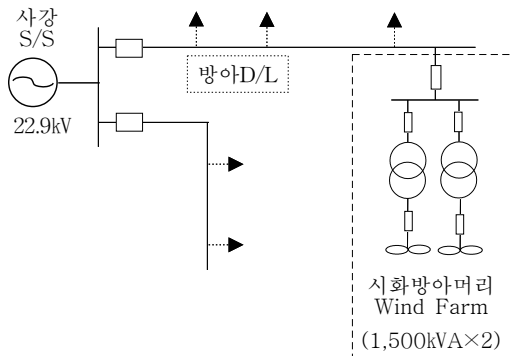 사강
S/S
22.9kV
방아D/L
시화방아머리
Wind Farm
(1,500kVA×2)